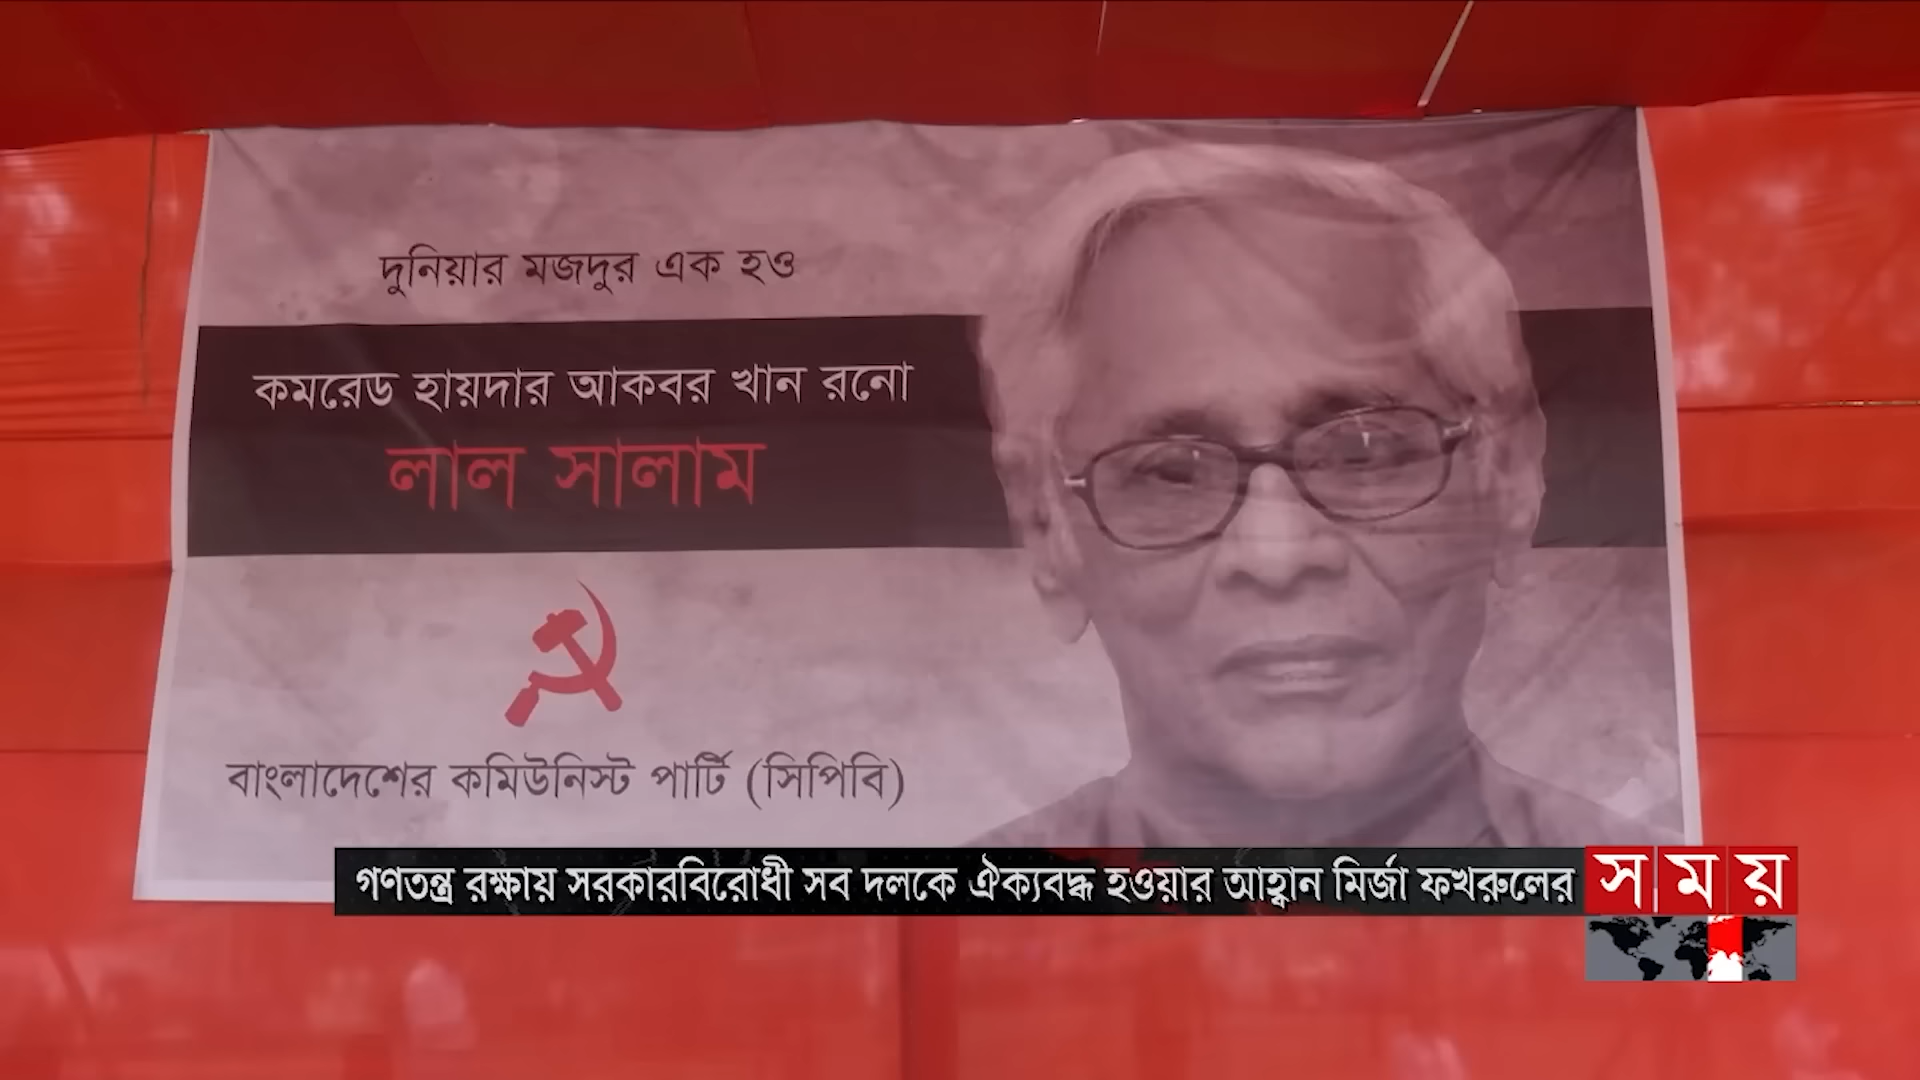 দুনিয়ার মজদুর এক হও
কমরেড হায়দার আকবর খান রনো
লাল সালাম
বাংলাদেশের কমিউনিস্ট পার্টি (সিপিবি)
গণতন্ত্র রক্ষায় সরকারবিরোধী সব দলকে ঐক্যবদ্ধ হওয়ার আহ্বান মির্জা ফখরুলের
সময়